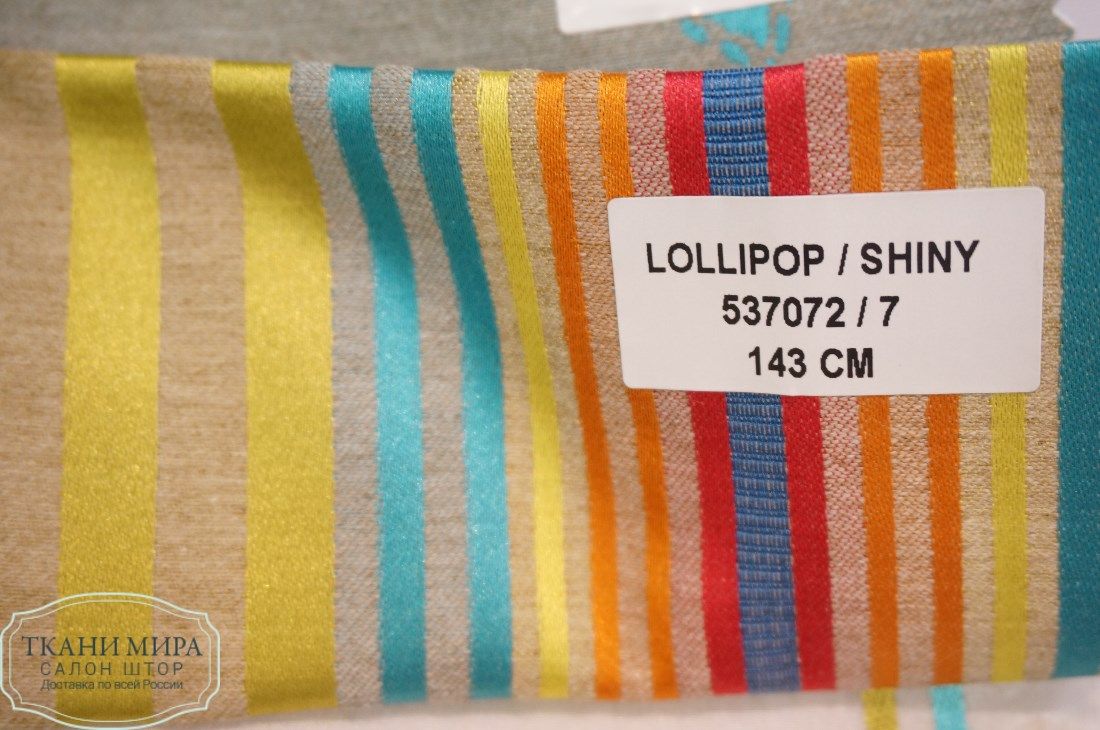 LOLLIPOP / SHINY
537072 / 7
143 CM
ТКАНИ МИРА
САЛОН ШТОР
Доставка по всей России